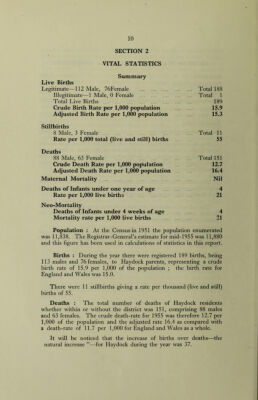 10
SECTION 2
VITAL STATISTICS
Summary
Live Births
Legitimate—112 Male, 76Female ... Total 188
Illegitimate—1 Male, 0 Female ... Total 1
Total Live Births ... 189
Crude Birth Rate per 1,000 population ... 15.9
Adjusted Birth Rate per 1,000 population ... 15.3
Stillbirths
8 Male, 3 Female ... Total 11
Rate per 1,000 total (live and still) births ... 55
Deaths
88 Male, 63 Female ... Total 151
Crude Death Rate per 1,000 population ... 12.7
Adjusted Death Rate per 1,000 population ... 16.4
Maternal Mortality ... Nil
Deaths of Infants under one year of age ... 4
Rate per 1,000 live births ... 21
Neo-Mortality
Deaths of Infants under 4 weeks of age ... 4
Mortality rate per 1,000 live births ... 21
Population : At the Census in 1951 the population enumerated
was 11,838. The Registrar-General's estimate for mid-1955 was 11,880
and this figure has been used in calculations of statistics in this report.
Births : During the year there were registered 189 births, being
113 males and 76 females, to Haydock parents, representing a crude
birth rate of 15.9 per 1,000 of the population ; the birth rate for
England and Wales was 15.0.
There were 11 stillbirths giving a rate per thousand (live and still)
births of 55.
Deaths : The total number of deaths of Haydock residents
whether within or without the district was 151, comprising 88 males
and 63 females. The crude death-rate for 1955 was therefore 12.7 per
1,000 of the population and the adjusted rate 16.4 as compared with
a death-rate of 11.7 per 1,000 for England and Wales as a whole.
It will be noticed that the increase of births over deaths—the
natural increase "—for Haydock during the year was 37.